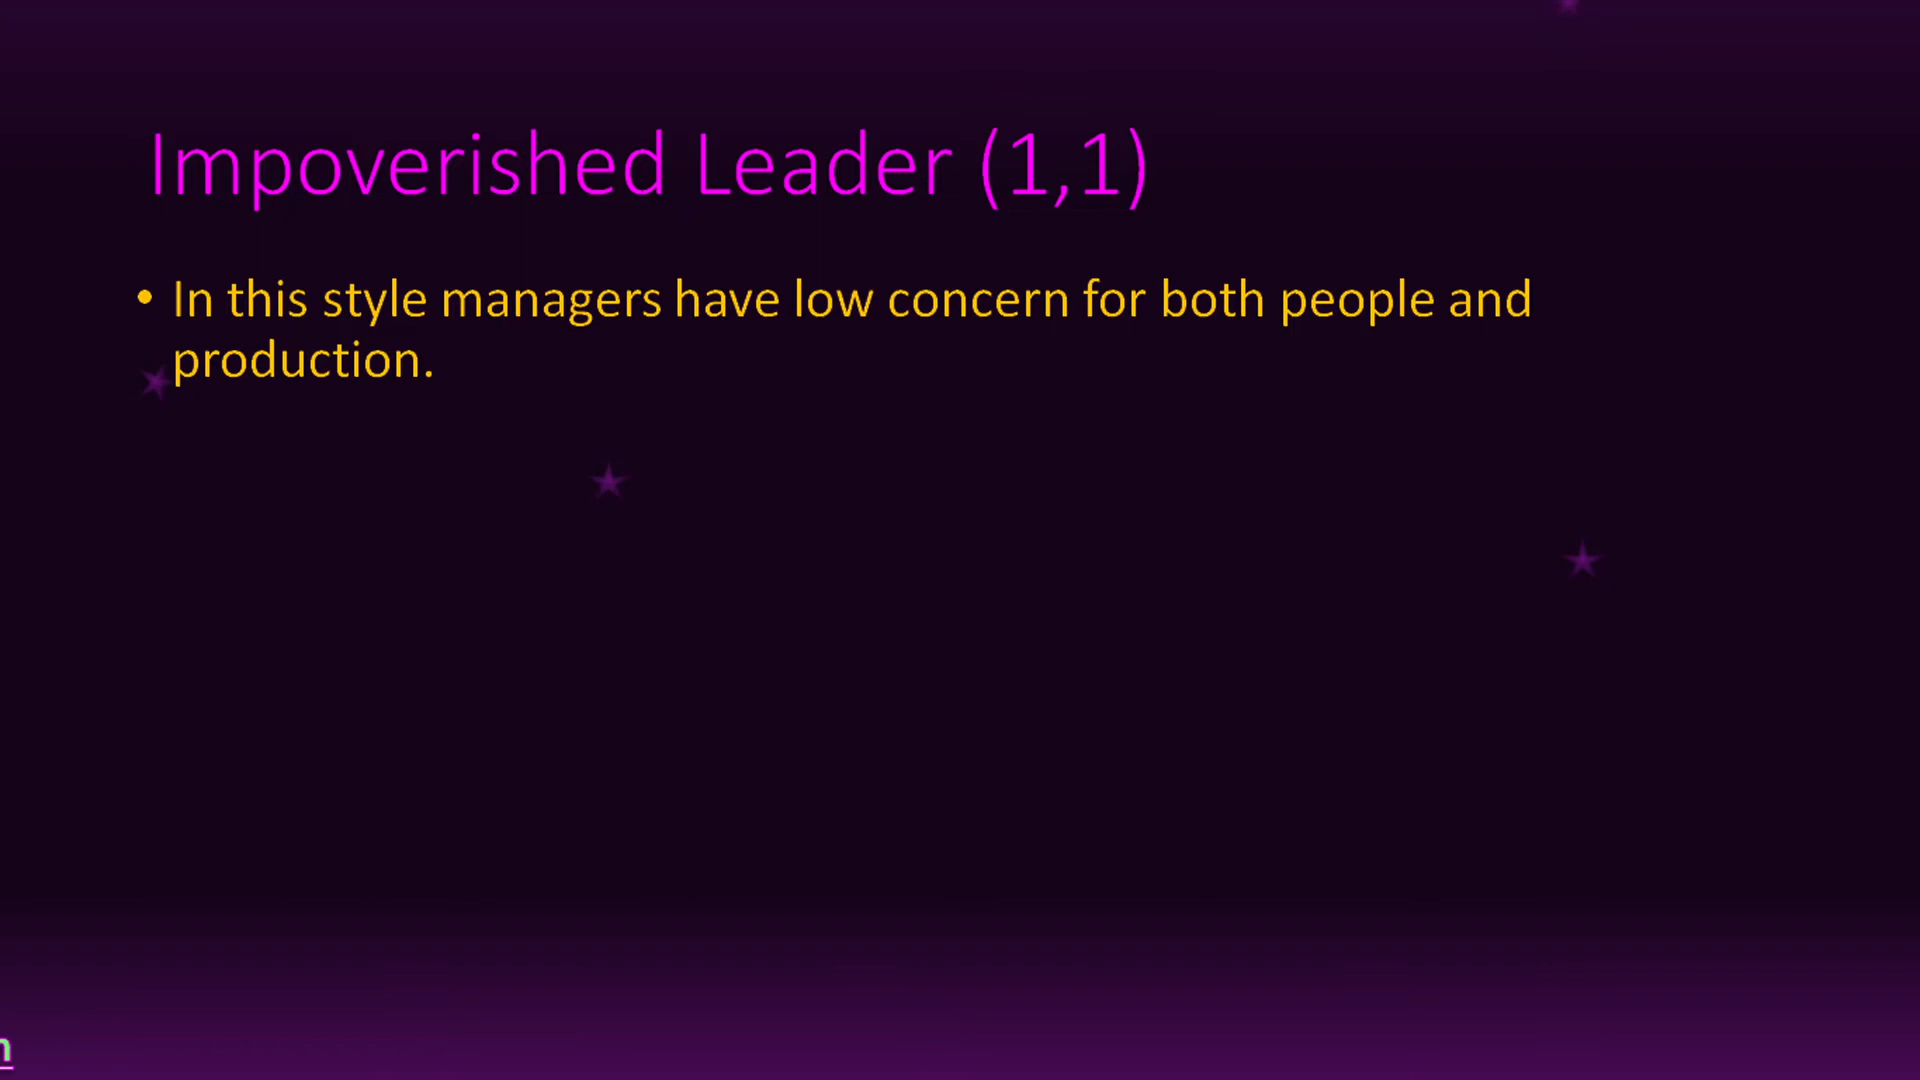 Impoverished Leader (1,1)
• In this style managers have low concern for both people and
production.